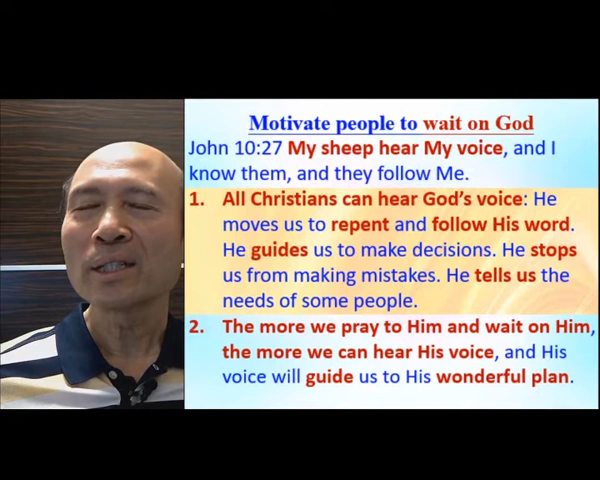 Motivate people to wait on God
John 10:27 My sheep hear My voice, and I
know them, and they follow Me.
1. All Christians can hear God's voice: He
moves us to repent and follow His word.
He guides us to make decisions. He stops
us from making mistakes. He tells us the
needs of some people.
2. The more we pray to Him and wait on Him,
the more we can hear His voice, and His
voice will guide us to His wonderful plan.